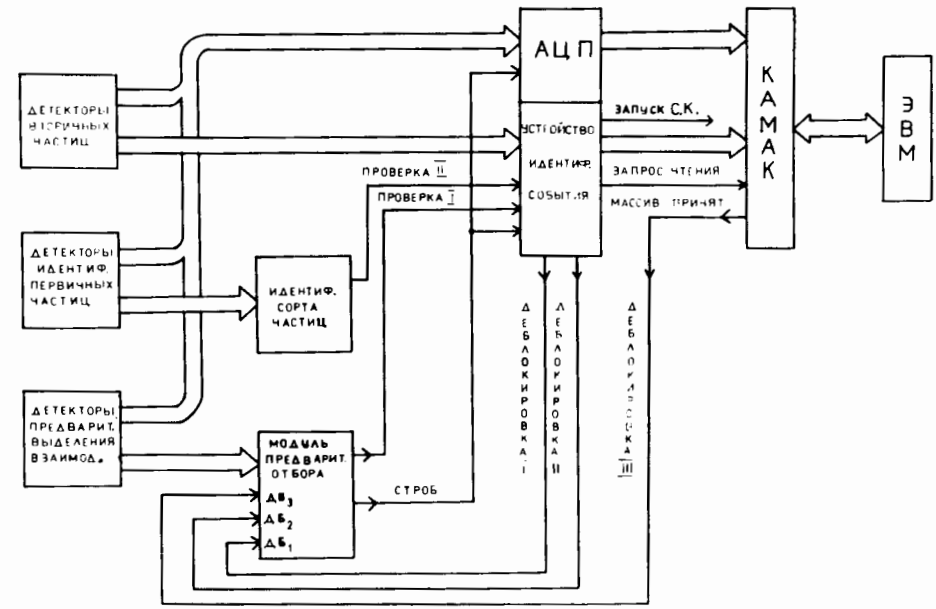 ДЕТЕКТОРЫ
ВТОРИЧНЫХ
ЧАСТИЦ
ДЕТЕКТОРЫ
ИДЕНТИФ.
ПЕРВИЧНЫХ
ЧАСТИЦ
ДЕТЕКТОРЫ
ПРЕДВАРИТ.
ВЫДЕЛЕНИЯ
ВЗАИМОД.
ИДЕНТИФ.
СОРТА
ЧАСТИЦ
МОДУЛЬ
ПРЕДВАРИТ.
ОТБОРА
ДБ3
ДБ2
ДБ1
ПРОВЕРКА II
ПРОВЕРКА I
СТРОБ
АЦП
УСТРОЙСТВО
ИДЕНТИФ.
СОБЫТИЯ
ЗАПУСК С.К.
ЗАПРОС ЧТЕНИЯ
МАССИВ ПРИНЯТ
ДЕБЛОКИРОВКА I
ДЕБЛОКИРОВКА II
ДЕБЛОКИРОВКА III
КАМАК
ЭВМ